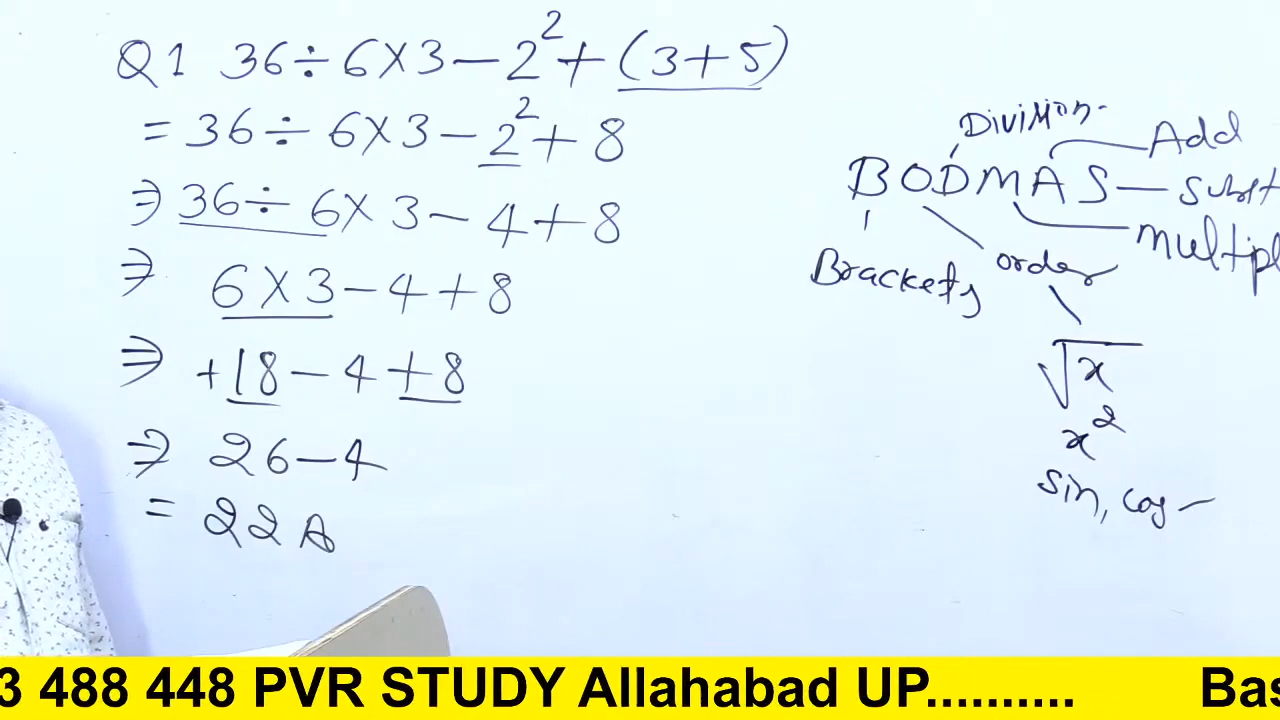 Q1 36÷6×3-2²+(3+5)
=36÷6×3-2²+8
⇒36÷6×3-4+8
⇒ 6×3-4+8
⇒ +18-4+8
⇒ 26-4
= 22 A
Division
Add
BODMAS
Subst
multipl
Brackets
order
√x
x²
sin, cos
3 488 448 PVR STUDY Allahabad UP.......... Bas